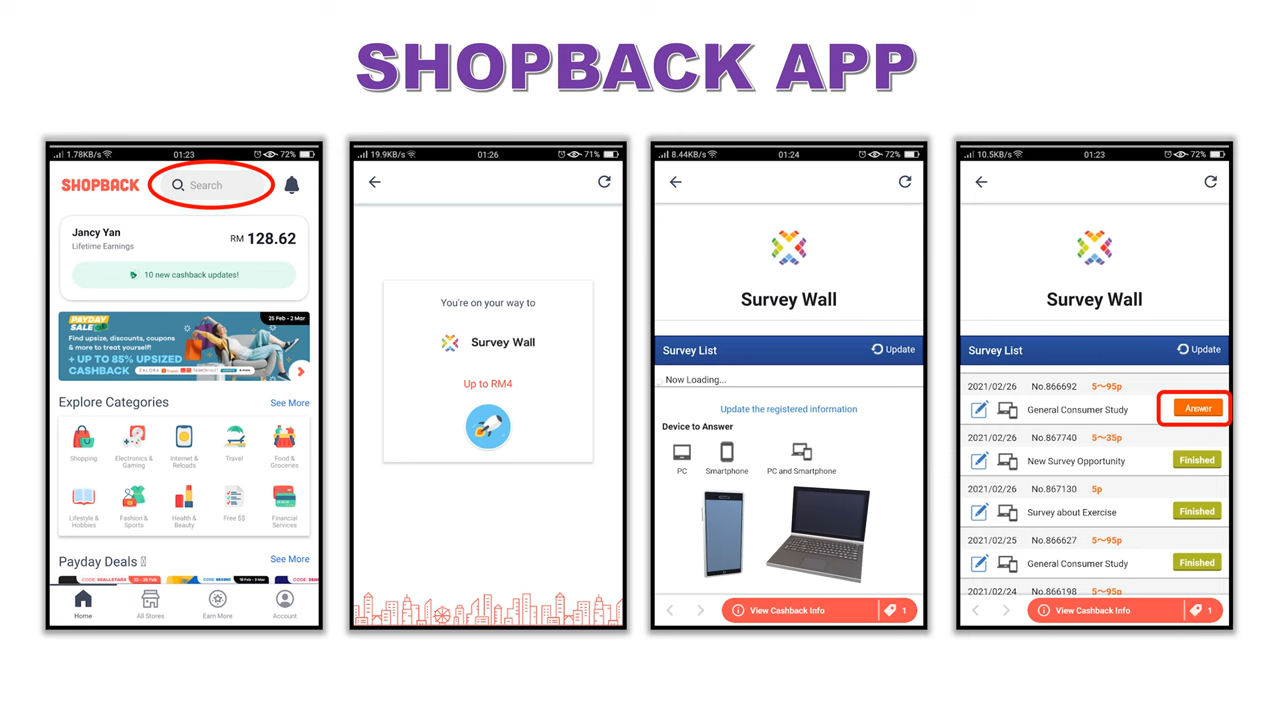 SHOPBACK APP
1.78KB/s 01:23 72%
SHOPBACK Search
Jancy Yan
Lifetime Earnings
RM 128.62
10 new cashback updates!
PAYDAY
SALE
25 Feb - 2 Mar
Find upsize, discounts, coupons
& more to treat yourself!
+ UP TO 85% UPSIZED
CASHBACK
ZALORA
Explore Categories See More
Shopping
Electronics &
Gaming
Internet &
Reloads
Travel
Food &
Groceries
Lifestyle &
Hobbies
Fashion &
Sports
Health &
Beauty
Free $$
Financial
Services
Payday Deals See More
Home
All Stores
Earn More
Account
19.9KB/s 01:26 71%
You're on your way to
Survey Wall
Up to RM4
8.44KB/s 01:24 72%
Survey Wall
Survey List Update
Now Loading...
Update the registered information
Device to Answer
PC Smartphone PC and Smartphone
View Cashback Info 1
10.5KB/s 01:23 72%
Survey Wall
Survey List Update
2021/02/26 No.866692 5～95p
General Consumer Study Answer
2021/02/26 No.867740 5～35p
New Survey Opportunity Finished
2021/02/26 No.867130 5p
Survey about Exercise Finished
2021/02/25 No.866627 5～95p
General Consumer Study Finished
2021/02/24 No.866198 5～95p
View Cashback Info 1